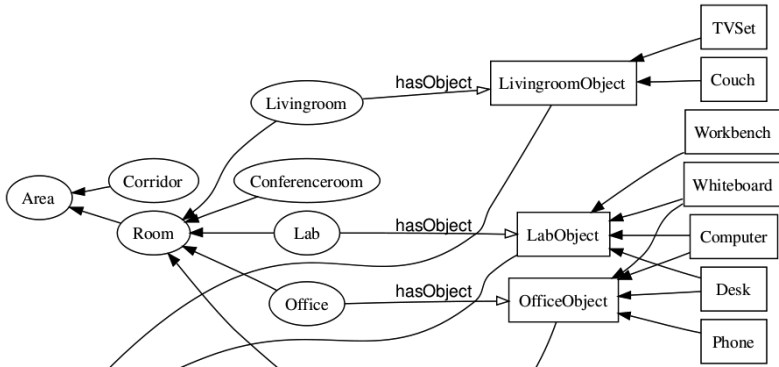 TVSet
hasObject
LivingroomObject
Couch
Livingroom
Workbench
Corridor
Conferenceroom
Whiteboard
Area
Room
Lab
hasObject
LabObject
Computer
Desk
Office
hasObject
OfficeObject
Phone